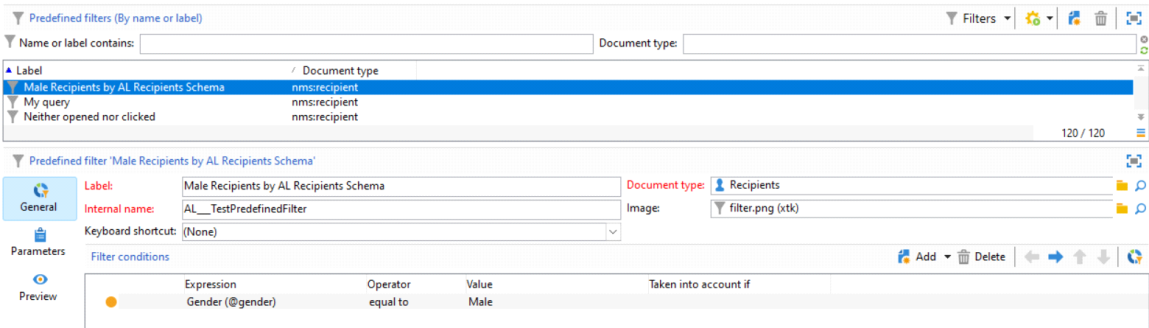 Predefined filters (By name or label)
Filters
Name or label contains:
Document type:
Label
Document type
Male Recipients by AL Recipients Schema
nms:recipient
My query
nms:recipient
Neither opened nor clicked
nms:recipient
120 / 120
Predefined filter 'Male Recipients by AL Recipients Schema'
General
Parameters
Preview
Label:
Male Recipients by AL Recipients Schema
Document type:
Recipients
Internal name:
AL__TestPredefinedFilter
Image:
filter.png (xtk)
Keyboard shortcut:
(None)
Filter conditions
Add
Delete
Expression
Operator
Value
Taken into account if
Gender (@gender)
equal to
Male